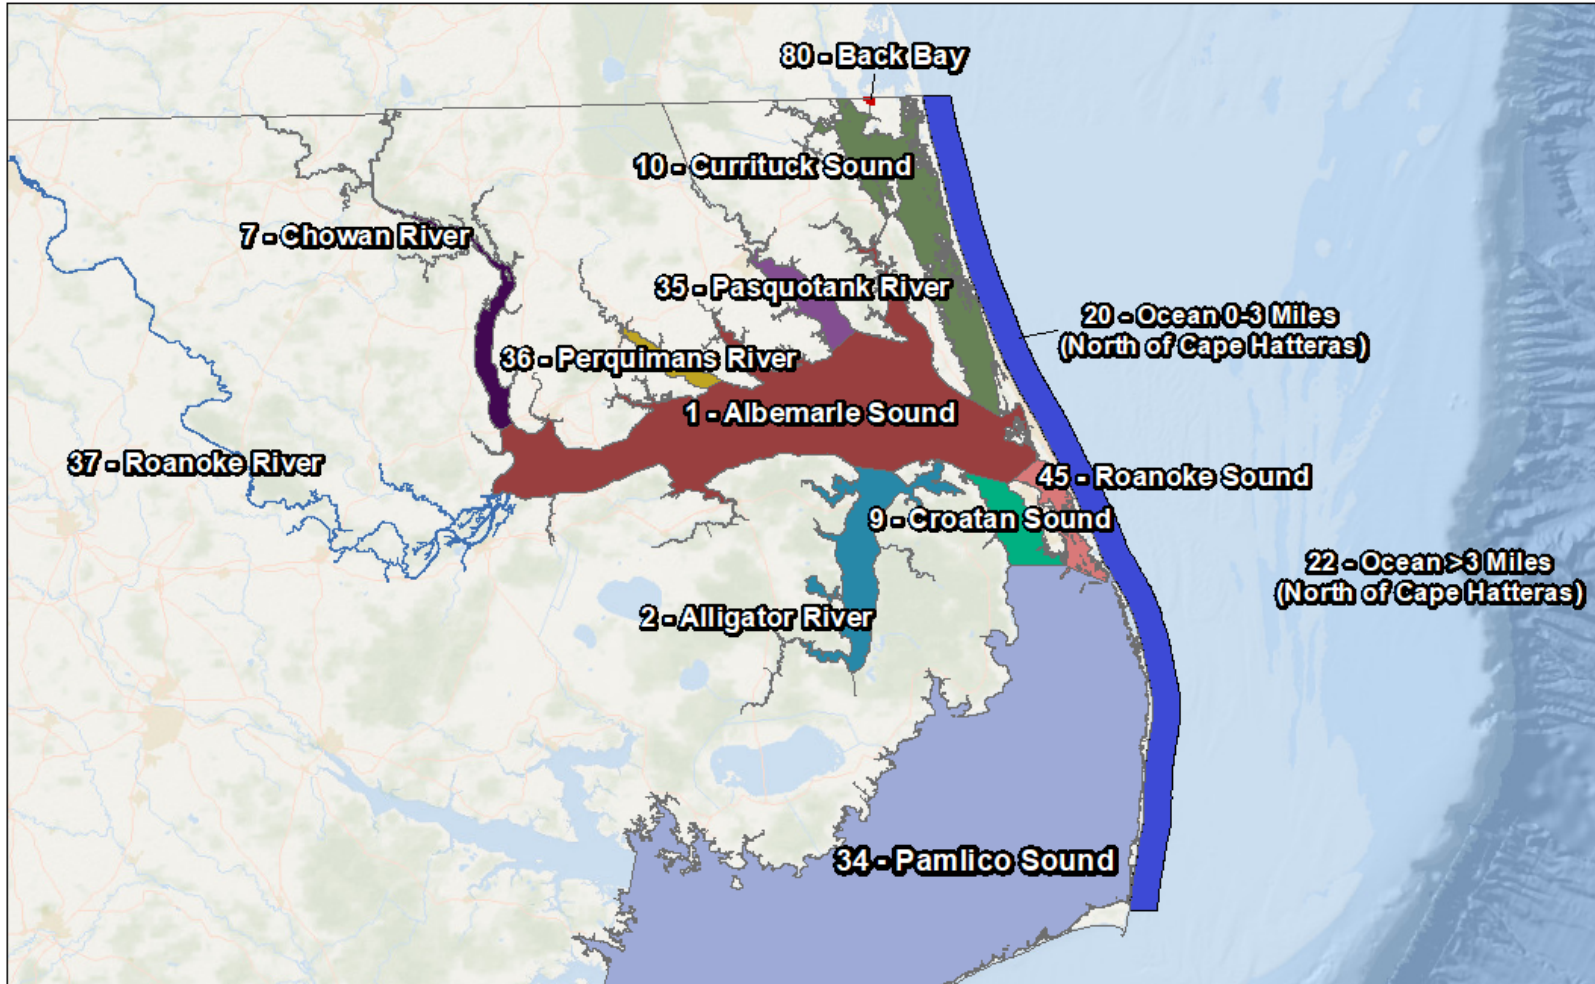 80 - Back Bay
10 - Currituck Sound
7 - Chowan River
35 - Pasquotank River
20 - Ocean 0-3 Miles
(North of Cape Hatteras)
36 - Perquimans River
1 - Albemarle Sound
37 - Roanoke River
45 - Roanoke Sound
9 - Croatan Sound
22 - Ocean >3 Miles
(North of Cape Hatteras)
2 - Alligator River
34 - Pamlico Sound